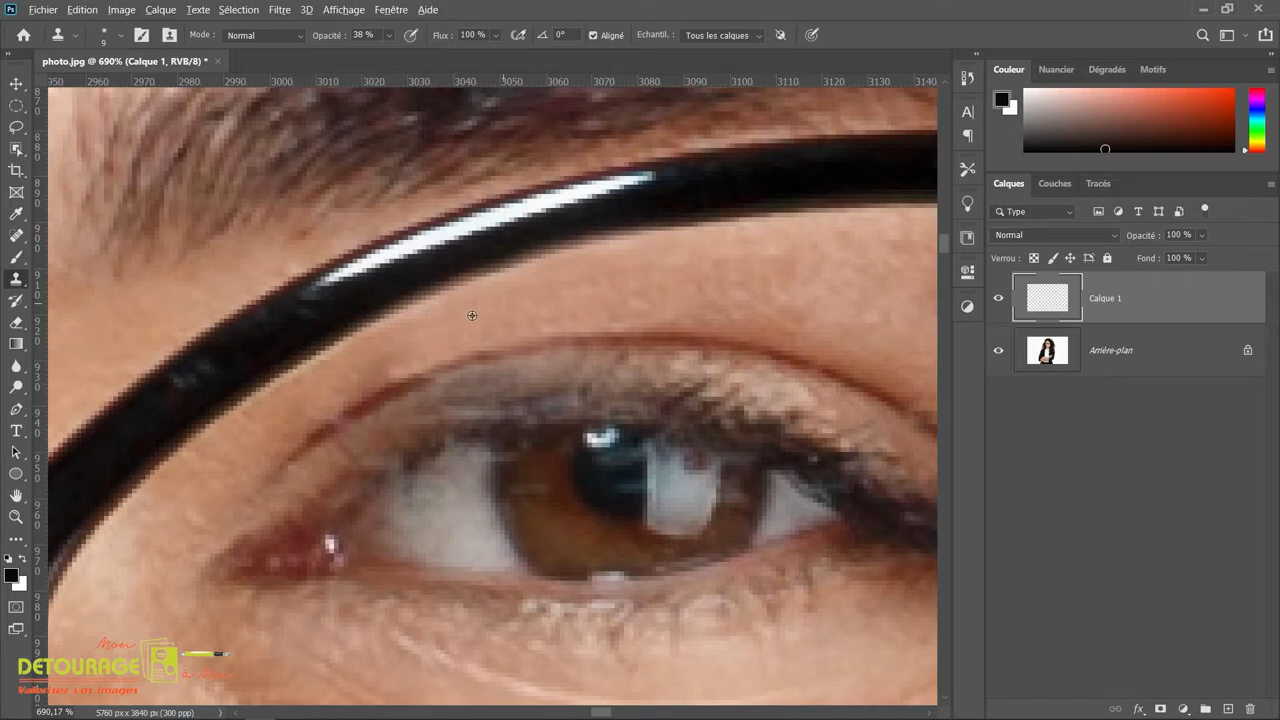 Ps Fichier Edition Image Calque Texte Sélection Filtre 3D Affichage Fenêtre Aide
9 Mode : Normal Opacité : 38 % Flux : 100 % 0° Aligné Echantil. : Tous les calques
photo.jpg @ 690% (Calque 1, RVB/8) * ×
2970 2980 2990 3000 3010 3020 3030 3040 3050 3060 3070 3080 3090 3100 3110 3120 3130 3140
Couleur Nuancier Dégradés Motifs
Calques Couches Tracés
Type
Normal Opacité : 100 %
Verrou : Fond : 100 %
Calque 1
Arrière-plan
Mon
DETOURAGE
Valorisez vos images
690,17 % 5760 px x 3840 px (300 ppp)